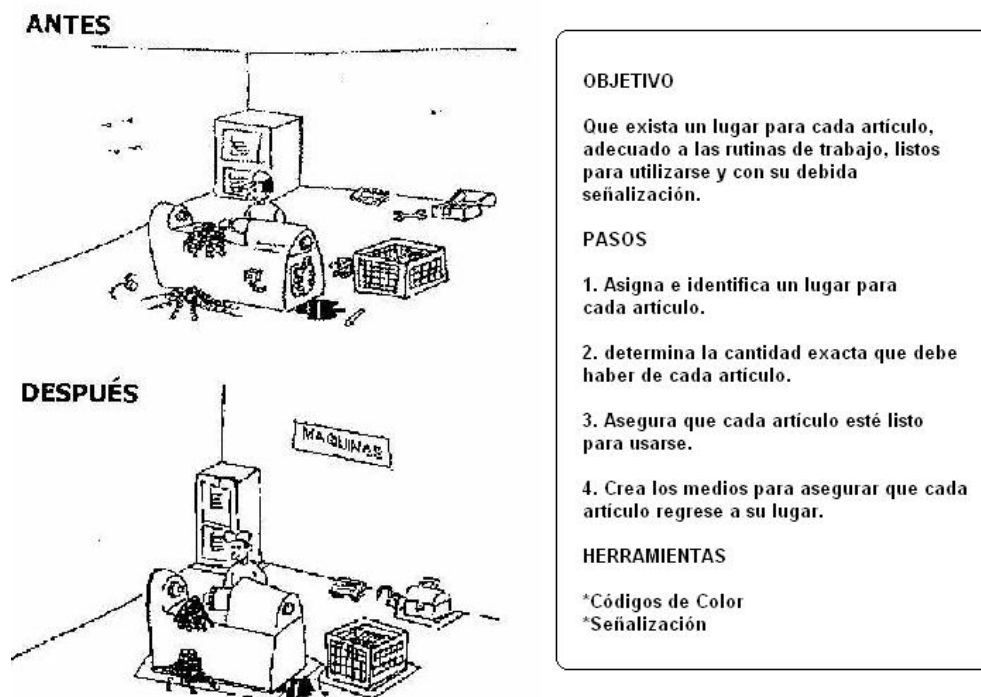 ANTES
DESPUÉS
MAQUINAS
OBJETIVO
Que exista un lugar para cada artículo,
adecuado a las rutinas de trabajo, listos
para utilizarse y con su debida
señalización.
PASOS
1. Asigna e identifica un lugar para
cada artículo.
2. determina la cantidad exacta que debe
haber de cada artículo.
3. Asegura que cada artículo esté listo
para usarse.
4. Crea los medios para asegurar que cada
artículo regrese a su lugar.
HERRAMIENTAS
*Códigos de Color
*Señalización